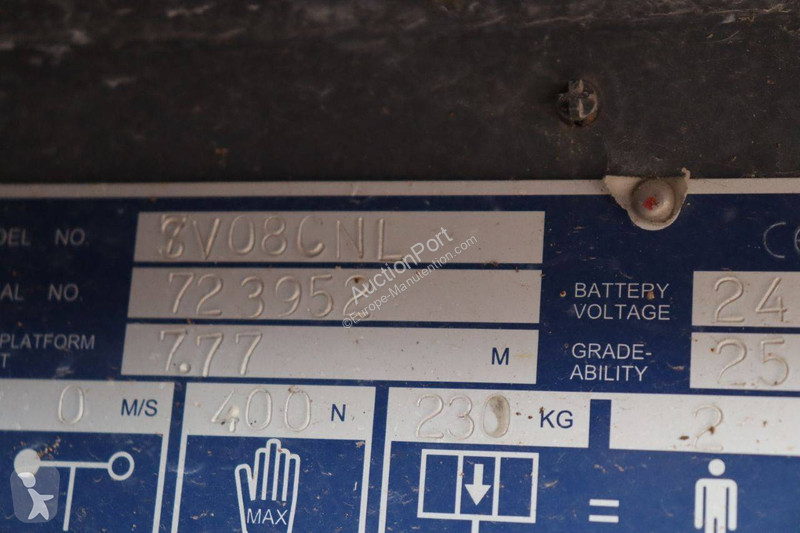 DEL NO. SV08CNL
AL NO. 723952
PLATFORM
T 7.77 M
BATTERY
VOLTAGE 24
GRADE-
ABILITY 25
0 M/S 400 N 230 KG 2
MAX
=
AuctionPort
©Europe-Manutention.com